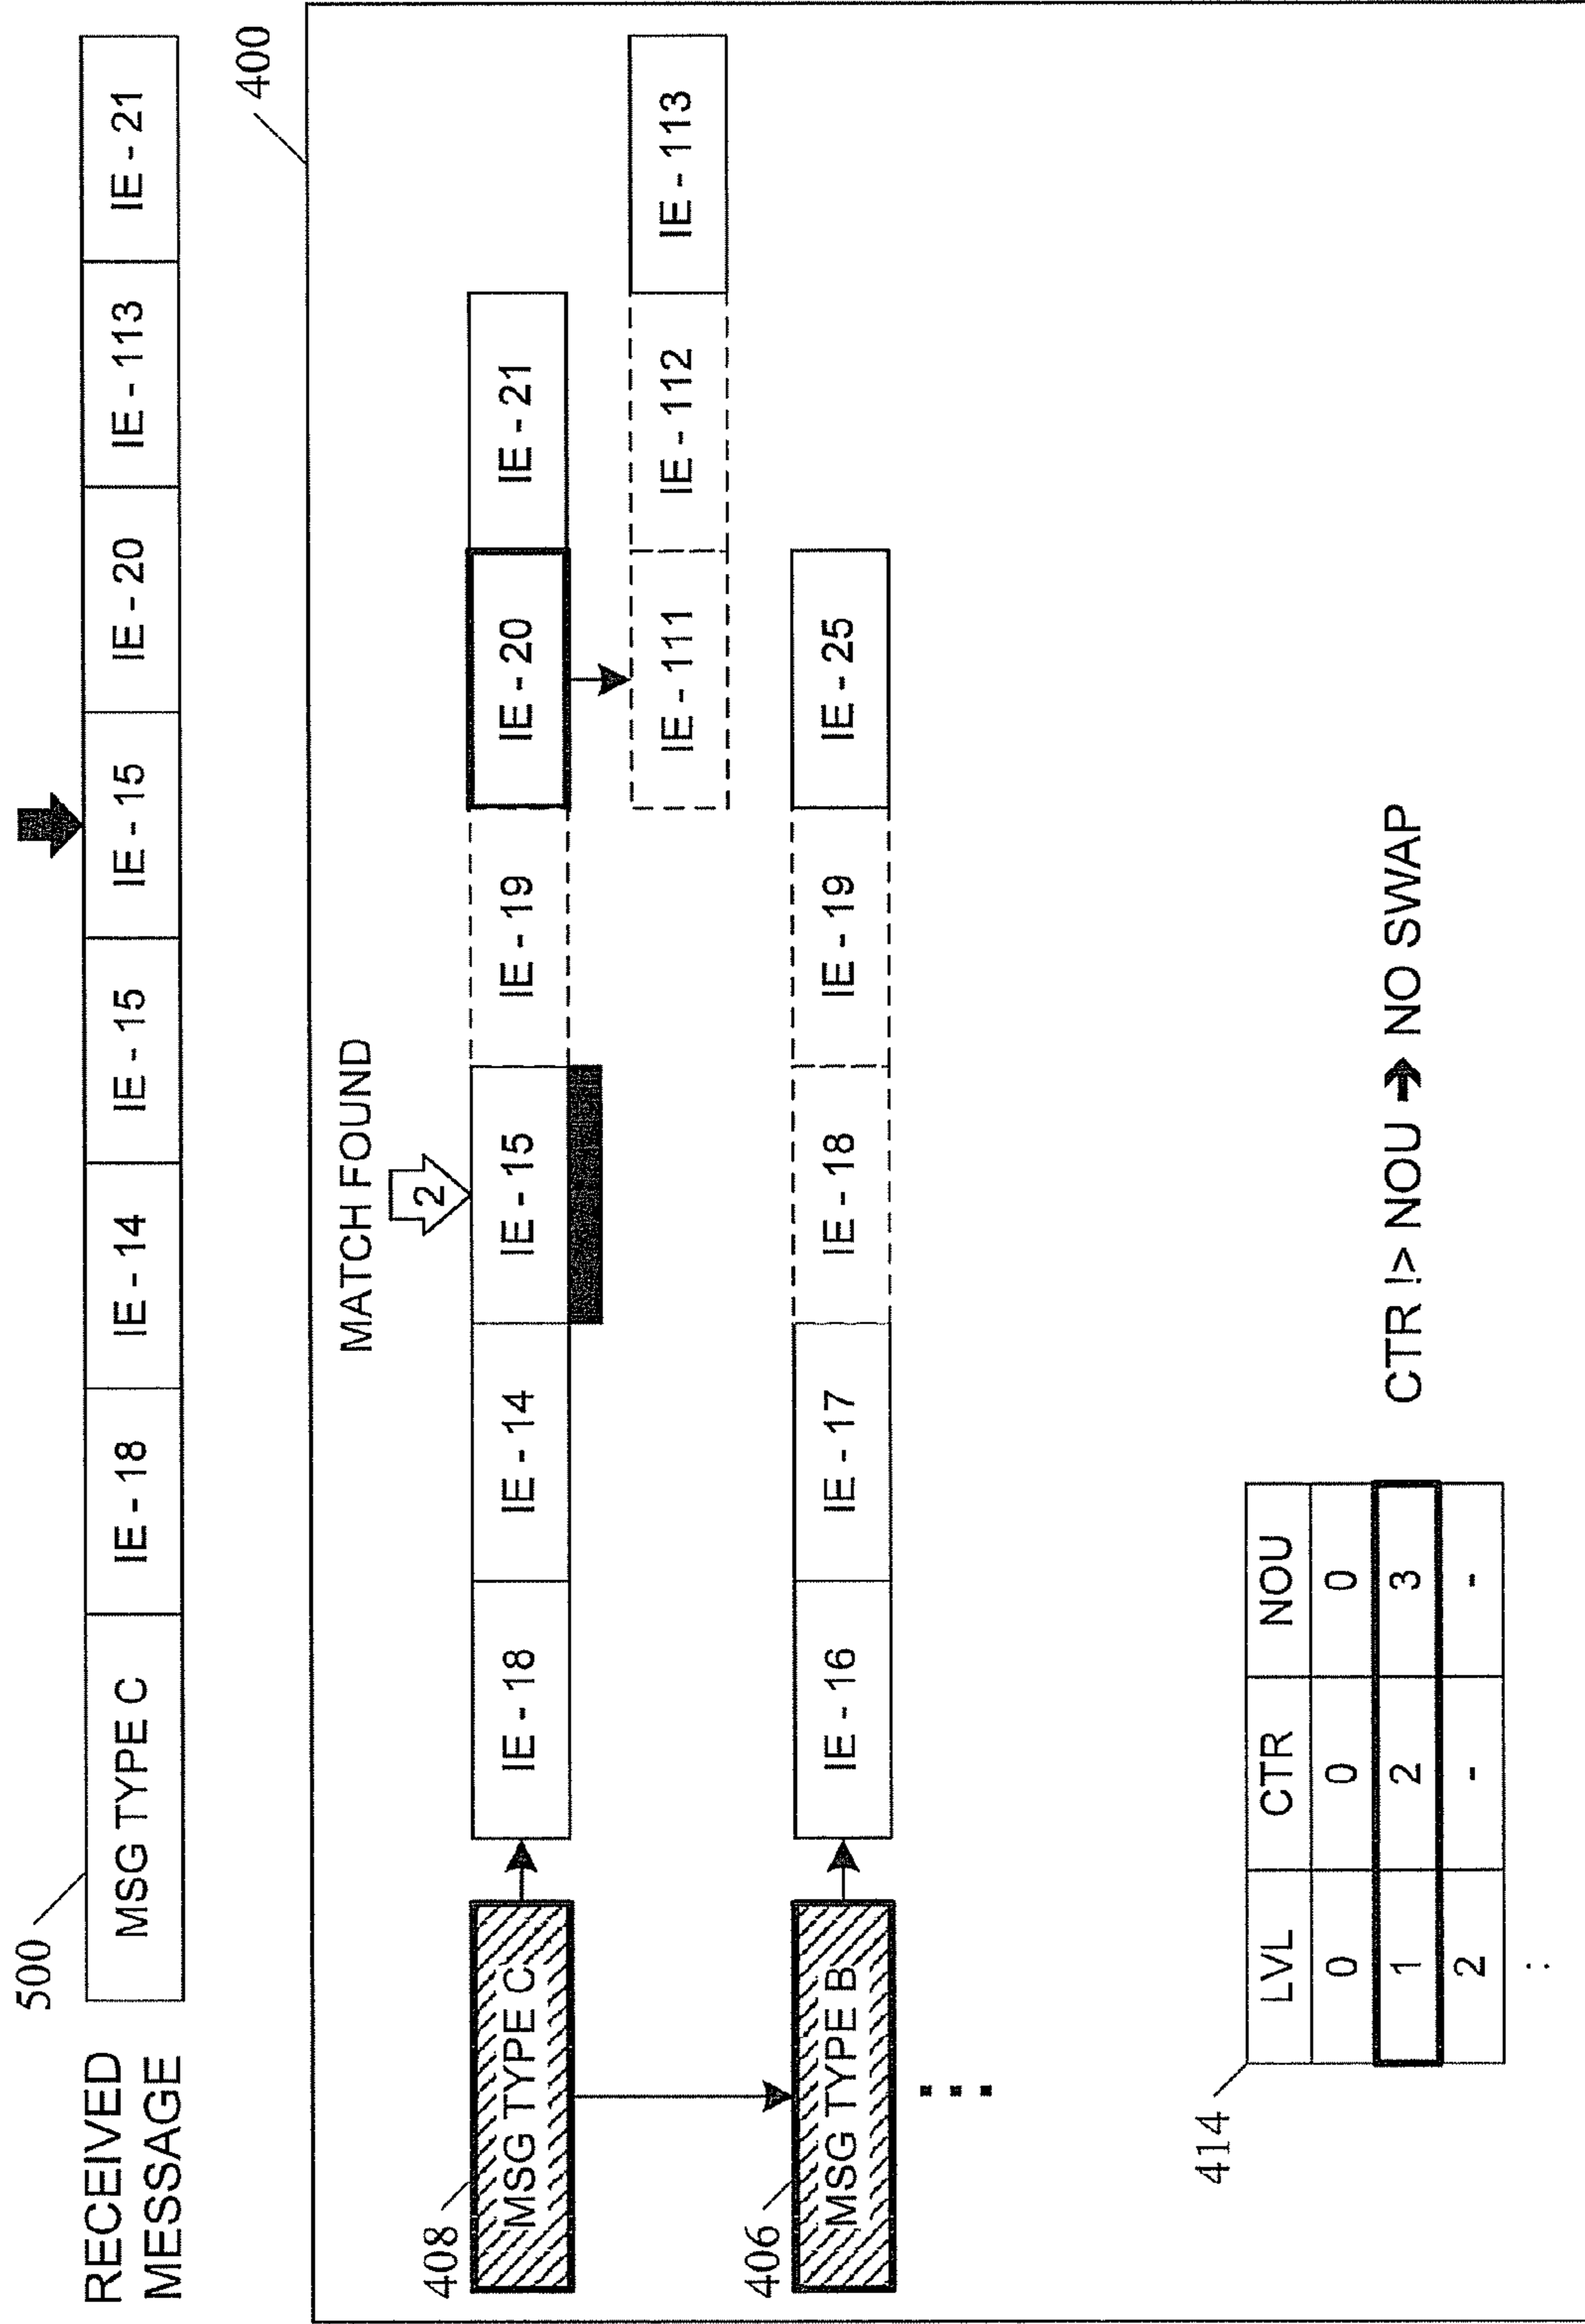 500
RECEIVED MESSAGE
MSG TYPE C IE - 18 IE - 14 IE - 15 IE - 15 IE - 20 IE - 113 IE - 21
400
MATCH FOUND
2
408
MSG TYPE C IE - 18 IE - 14 IE - 15 IE - 19 IE - 20 IE - 21
IE - 111 IE - 112 IE - 113
406
MSG TYPE B IE - 16 IE - 17 IE - 18 IE - 19 IE - 25
...
414
LVL CTR NOU
0 0 0
1 2 3
2 - -
:
CTR !> NOU ➔ NO SWAP